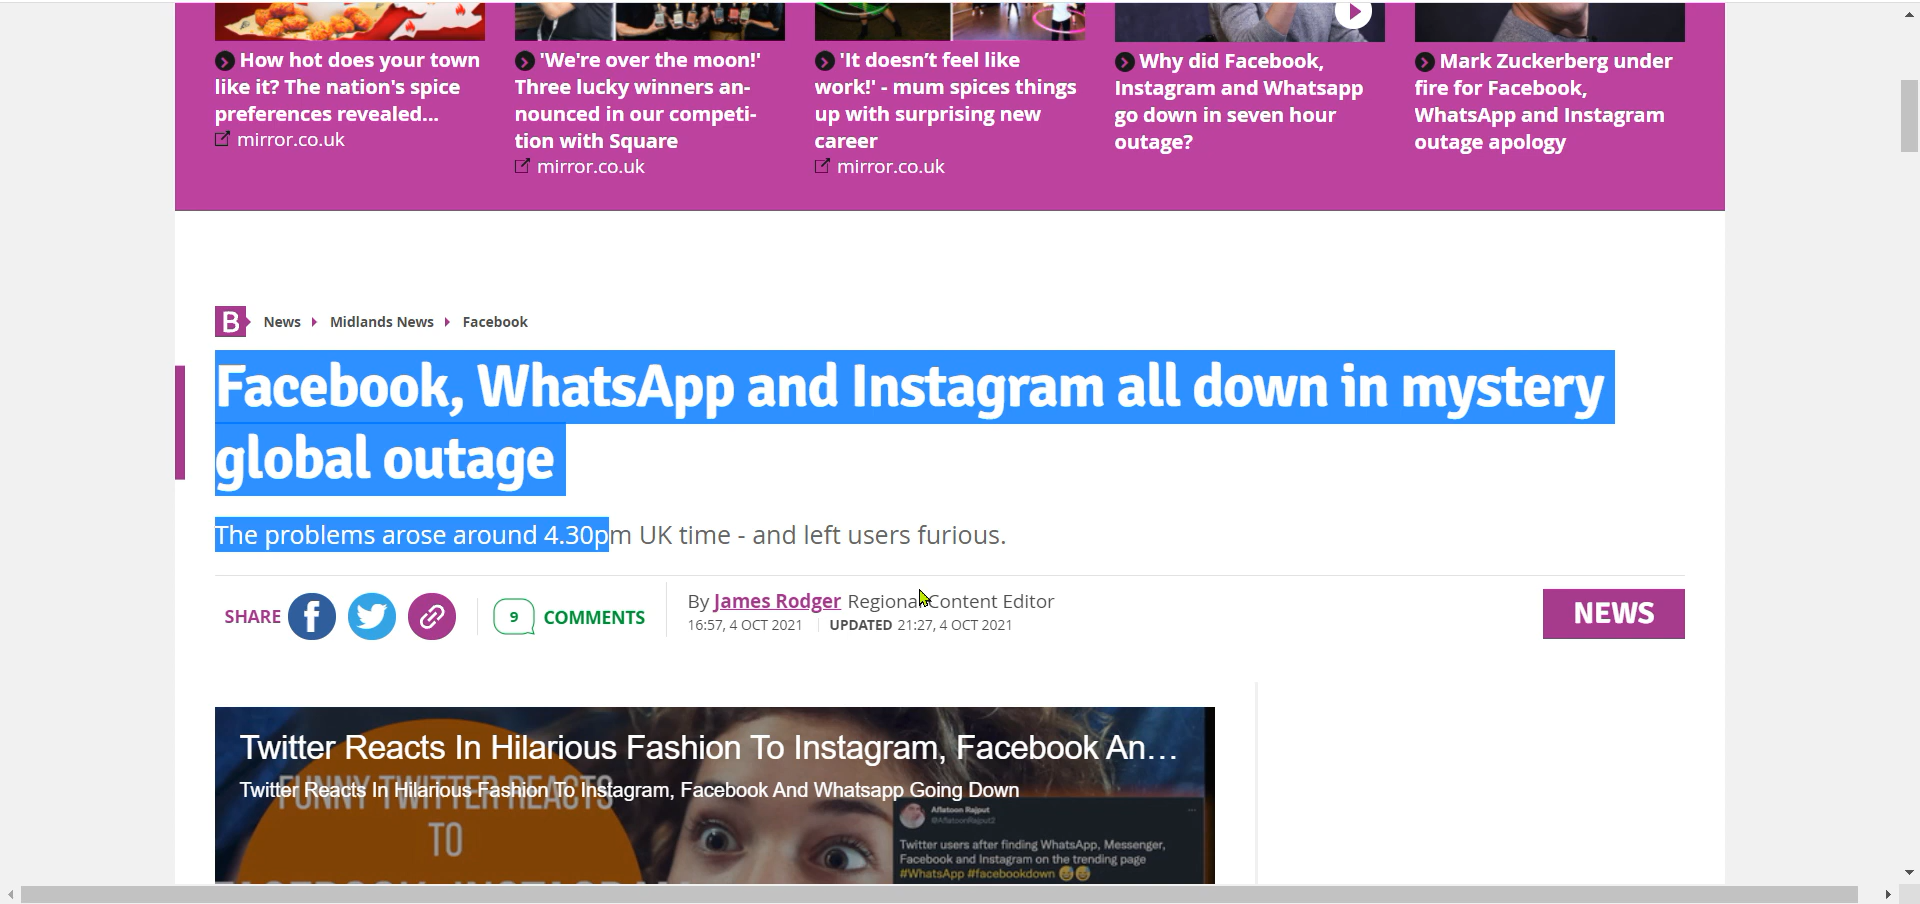 How hot does your town
like it? The nation's spice
preferences revealed...
mirror.co.uk
'We're over the moon!'
Three lucky winners an-
nounced in our competi-
tion with Square
mirror.co.uk
'It doesn't feel like
work!' - mum spices things
up with surprising new
career
mirror.co.uk
Why did Facebook,
Instagram and Whatsapp
go down in seven hour
outage?
Mark Zuckerberg under
fire for Facebook,
WhatsApp and Instagram
outage apology
B News Midlands News Facebook
Facebook, WhatsApp and Instagram all down in mystery
global outage
The problems arose around 4.30pm UK time - and left users furious.
SHARE
9 COMMENTS
By James Rodger Regional Content Editor
16:57, 4 OCT 2021 UPDATED 21:27, 4 OCT 2021
NEWS
Twitter Reacts In Hilarious Fashion To Instagram, Facebook An...
Twitter Reacts In Hilarious Fashion To Instagram, Facebook And Whatsapp Going Down
FUNNY TWITTER REACTS
TO
Aflatoon Rajput
@AflatoonRajput2
Twitter users after finding WhatsApp, Messenger,
Facebook and Instagram on the trending page
#WhatsApp #facebookdown